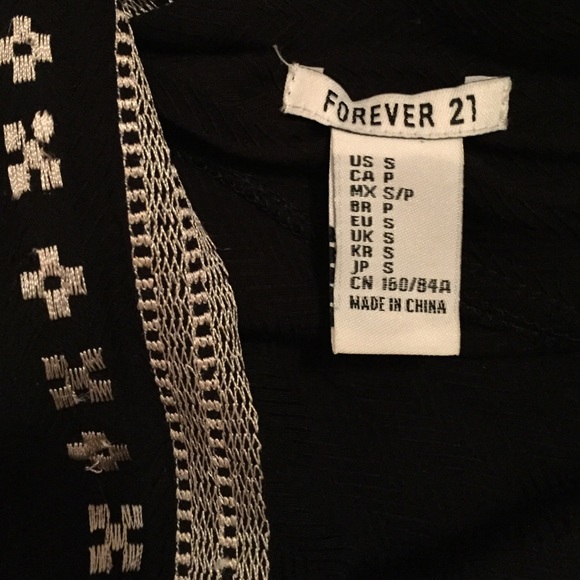 FOREVER 21
US S
CA P
MX S/P
BR P
EU S
UK S
KR S
JP S
CN 160/84A
MADE IN CHINA